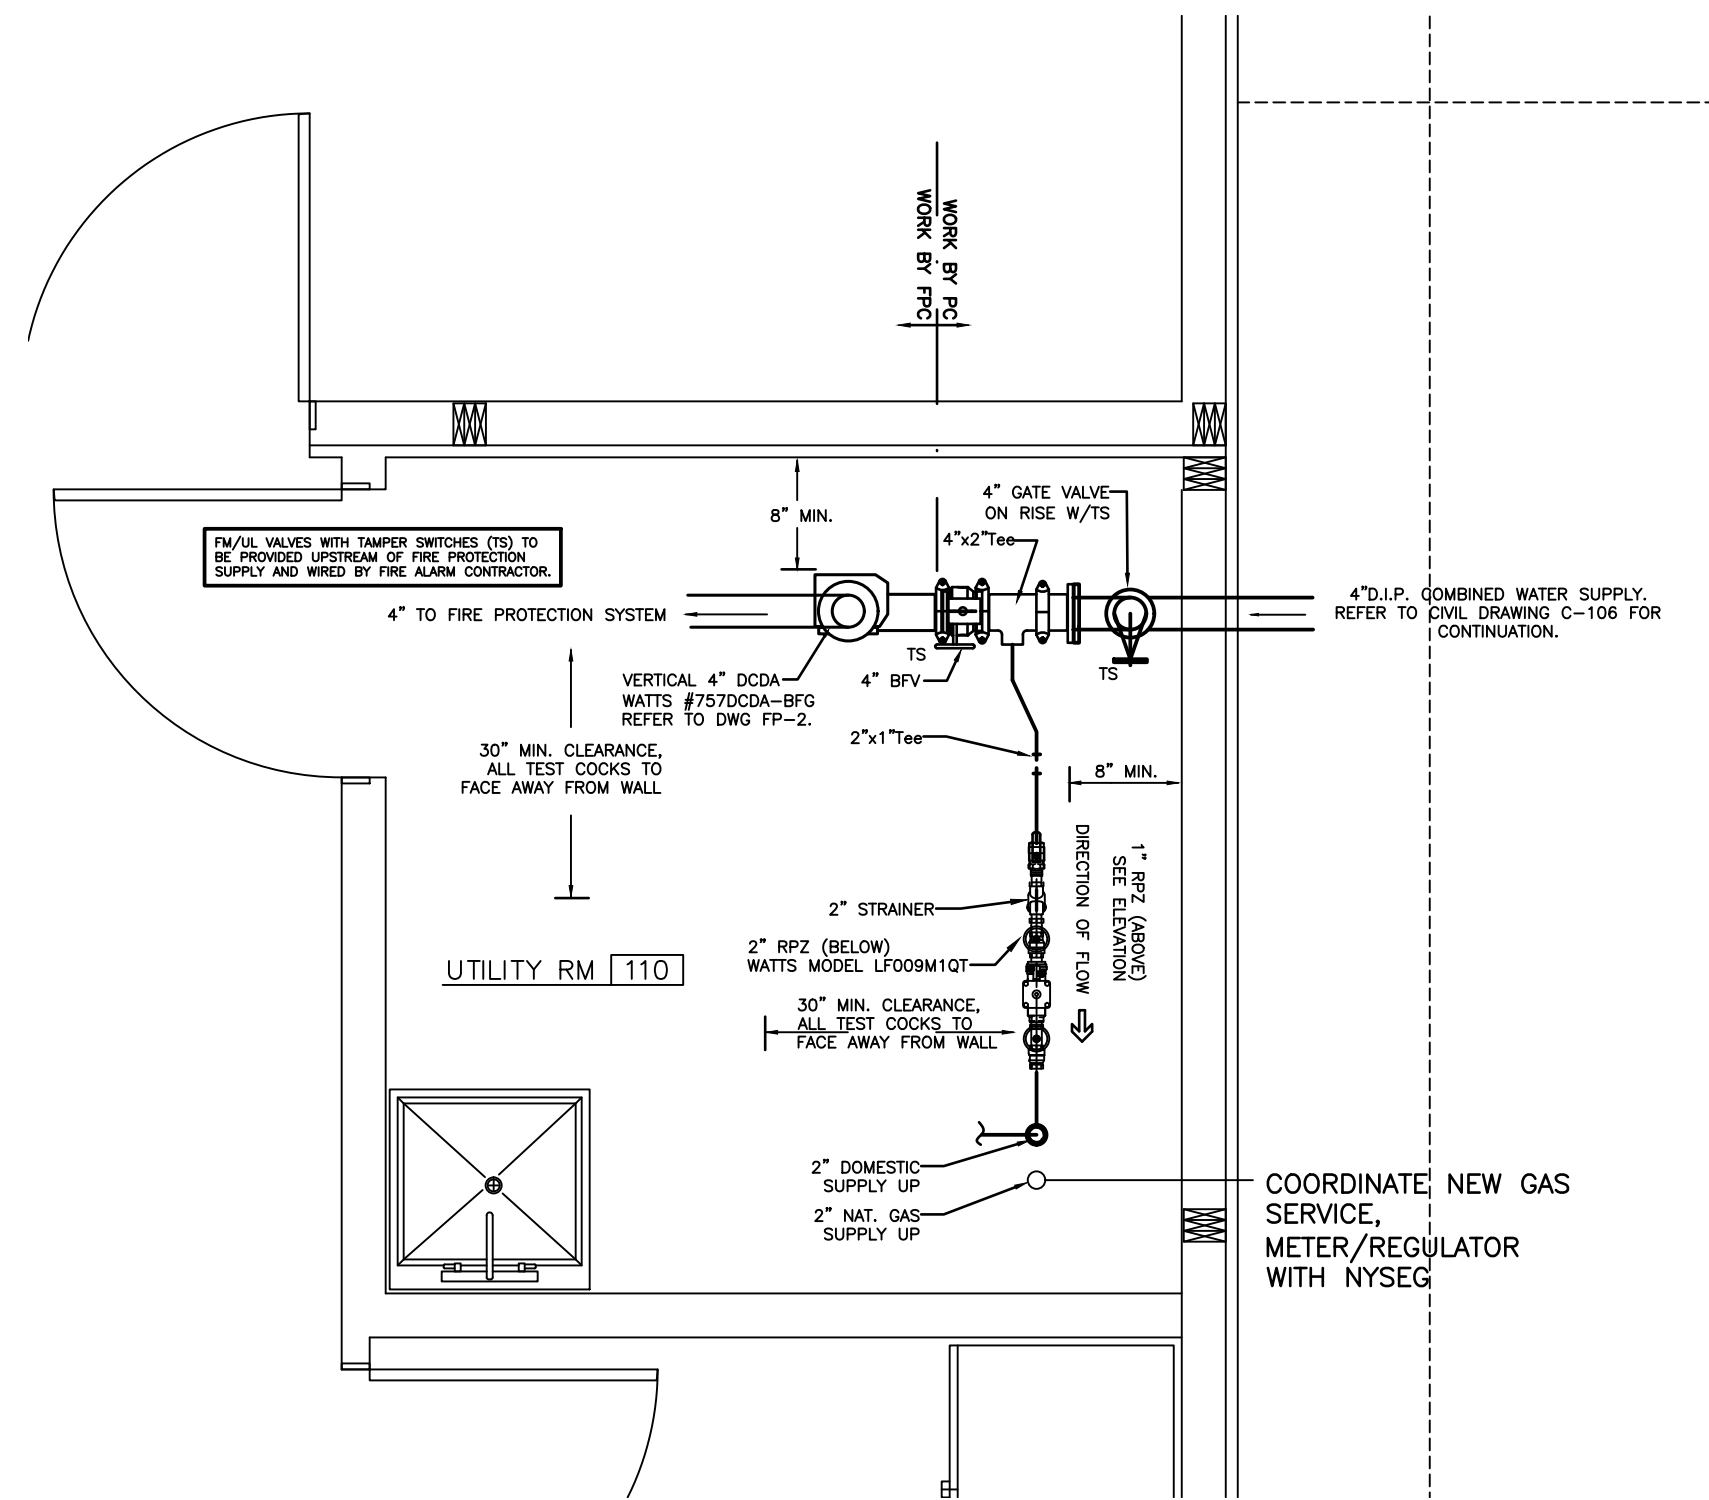 WORK BY PC
WORK BY FPC
8" MIN.
4" GATE VALVE
ON RISE W/TS
4"x2"Tee
FM/UL VALVES WITH TAMPER SWITCHES (TS) TO
BE PROVIDED UPSTREAM OF FIRE PROTECTION
SUPPLY AND WIRED BY FIRE ALARM CONTRACTOR.
4" TO FIRE PROTECTION SYSTEM
4"D.I.P. COMBINED WATER SUPPLY.
REFER TO CIVIL DRAWING C-106 FOR
CONTINUATION.
TS
TS
VERTICAL 4" DCDA
WATTS #757DCDA-BFG
REFER TO DWG FP-2.
4" BFV
2"x1"Tee
30" MIN. CLEARANCE,
ALL TEST COCKS TO
FACE AWAY FROM WALL
8" MIN.
DIRECTION OF FLOW
1" RPZ (ABOVE)
SEE ELEVATION
2" STRAINER
2" RPZ (BELOW)
WATTS MODEL LF009M1QT
UTILITY RM 110
30" MIN. CLEARANCE,
ALL TEST COCKS TO
FACE AWAY FROM WALL
2" DOMESTIC
SUPPLY UP
2" NAT. GAS
SUPPLY UP
COORDINATE NEW GAS
SERVICE,
METER/REGULATOR
WITH NYSEG